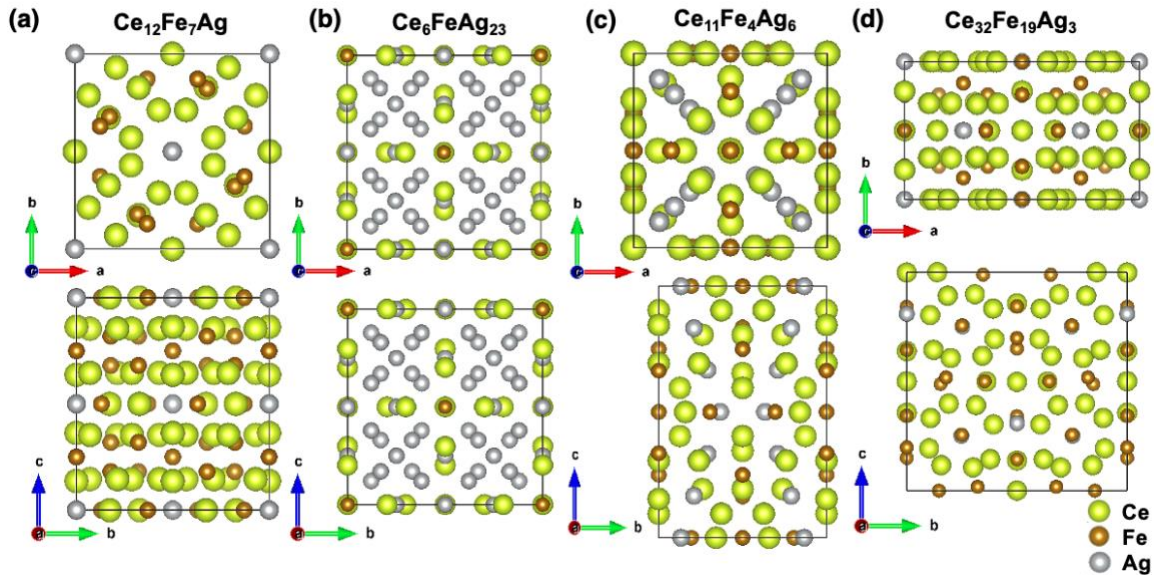 (a) Ce₁₂Fe₇Ag
(b) Ce₆FeAg₂₃
(c) Ce₁₁Fe₄Ag₆
(d) Ce₃₂Fe₁₉Ag₃
b
a
b
a
b
a
b
a
c
b
a
c
b
a
c
b
a
c
b
a
Ce
Fe
Ag